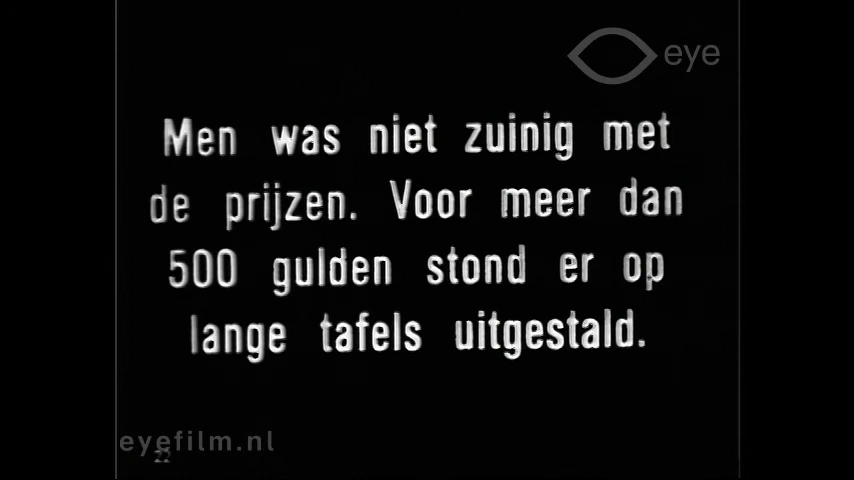 eye
Men was niet zuinig met
de prijzen. Voor meer dan
500 gulden stond er op
lange tafels uitgestald.
eyefilm.nl
22